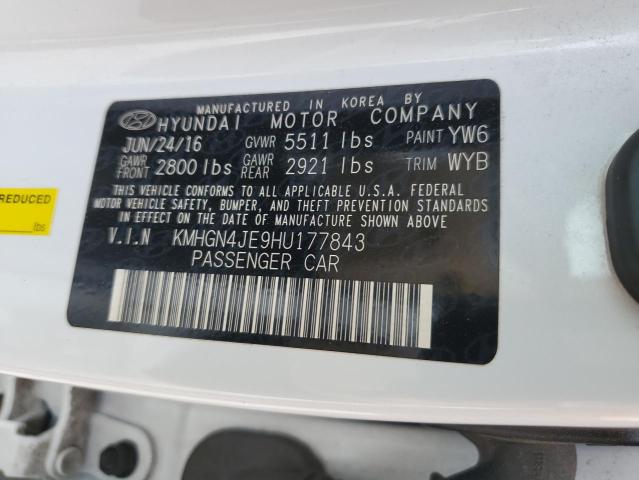 MANUFACTURED IN KOREA BY
HYUNDAI MOTOR COMPANY
JUN/24/16 GVWR 5511 lbs PAINT YW6
GAWR FRONT 2800 lbs GAWR REAR 2921 lbs TRIM WYB
THIS VEHICLE CONFORMS TO ALL APPLICABLE U.S.A. FEDERAL
MOTOR VEHICLE SAFETY, BUMPER, AND THEFT PREVENTION STANDARDS
IN EFFECT ON THE DATE OF MANUFACTURE SHOWN ABOVE
V.I.N KMHGN4JE9HU177843
PASSENGER CAR
REDUCED
lbs